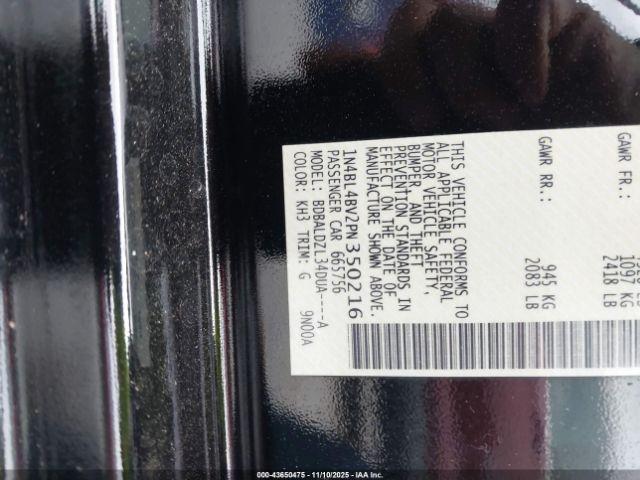 GAWR FR.: 1097 KG
2418 LB
GAWR RR.: 945 KG
2083 LB
THIS VEHICLE CONFORMS TO
ALL APPLICABLE FEDERAL
MOTOR VEHICLE SAFETY,
BUMPER, AND THEFT
PREVENTION STANDARDS IN
EFFECT ON THE DATE OF
MANUFACTURE SHOWN ABOVE.
1N4BL4BV2PN350216
PASSENGER CAR 665756
MODEL: BDBALDZL34DUA----A
COLOR: KH3 TRIM: G 9N00A
000-43650475 - 11/10/2025 - IAA Inc.